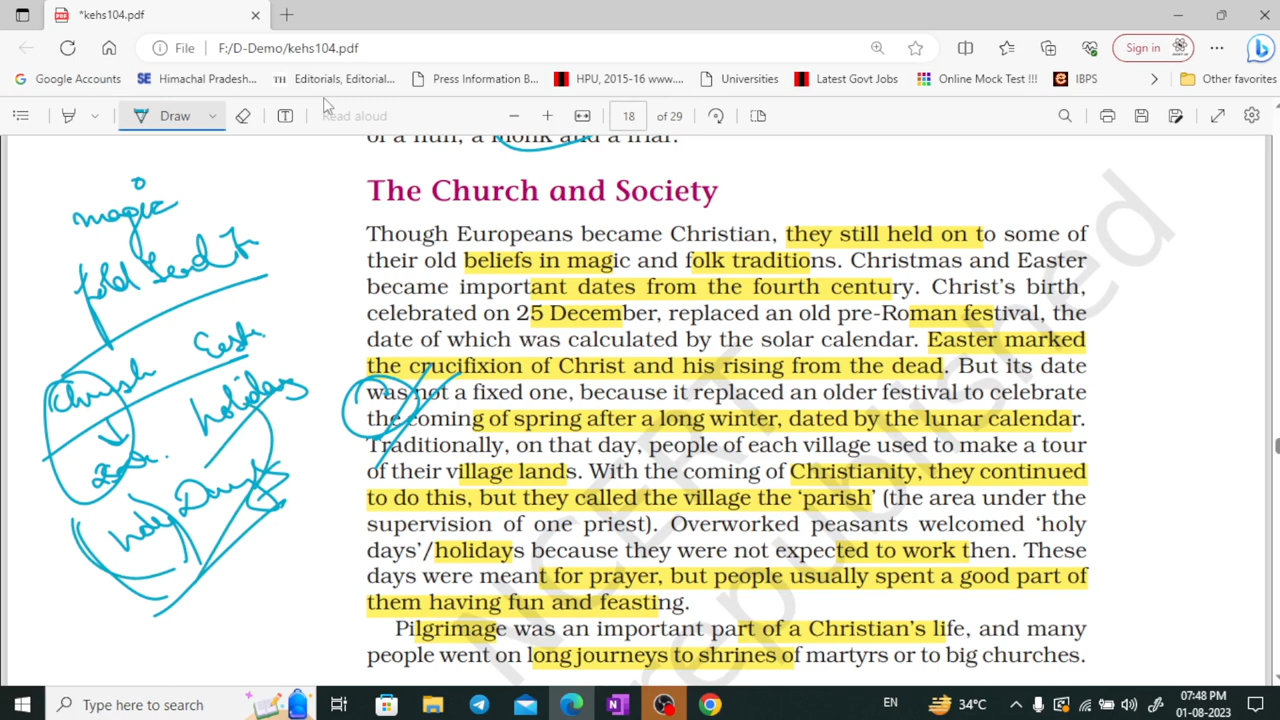 *kehs104.pdf
File F:/D-Demo/kehs104.pdf Sign in
Google Accounts SE Himachal Pradesh... TH Editorials, Editorial... Press Information B... HPU, 2015-16 www.... Universities Latest Govt Jobs Online Mock Test !!! IBPS Other favorites
Draw Read aloud 18 of 29
of a nun, a monk and a friar.
The Church and Society
Though Europeans became Christian, they still held on to some of
their old beliefs in magic and folk traditions. Christmas and Easter
became important dates from the fourth century. Christ's birth,
celebrated on 25 December, replaced an old pre-Roman festival, the
date of which was calculated by the solar calendar. Easter marked
the crucifixion of Christ and his rising from the dead. But its date
was not a fixed one, because it replaced an older festival to celebrate
the coming of spring after a long winter, dated by the lunar calendar.
Traditionally, on that day, people of each village used to make a tour
of their village lands. With the coming of Christianity, they continued
to do this, but they called the village the 'parish' (the area under the
supervision of one priest). Overworked peasants welcomed 'holy
days'/holidays because they were not expected to work then. These
days were meant for prayer, but people usually spent a good part of
them having fun and feasting.
Pilgrimage was an important part of a Christian's life, and many
people went on long journeys to shrines of martyrs or to big churches.
magic
holidays
holy Days
NCERT
republished
Type here to search
EN 34°C 07:48 PM
01-08-2023